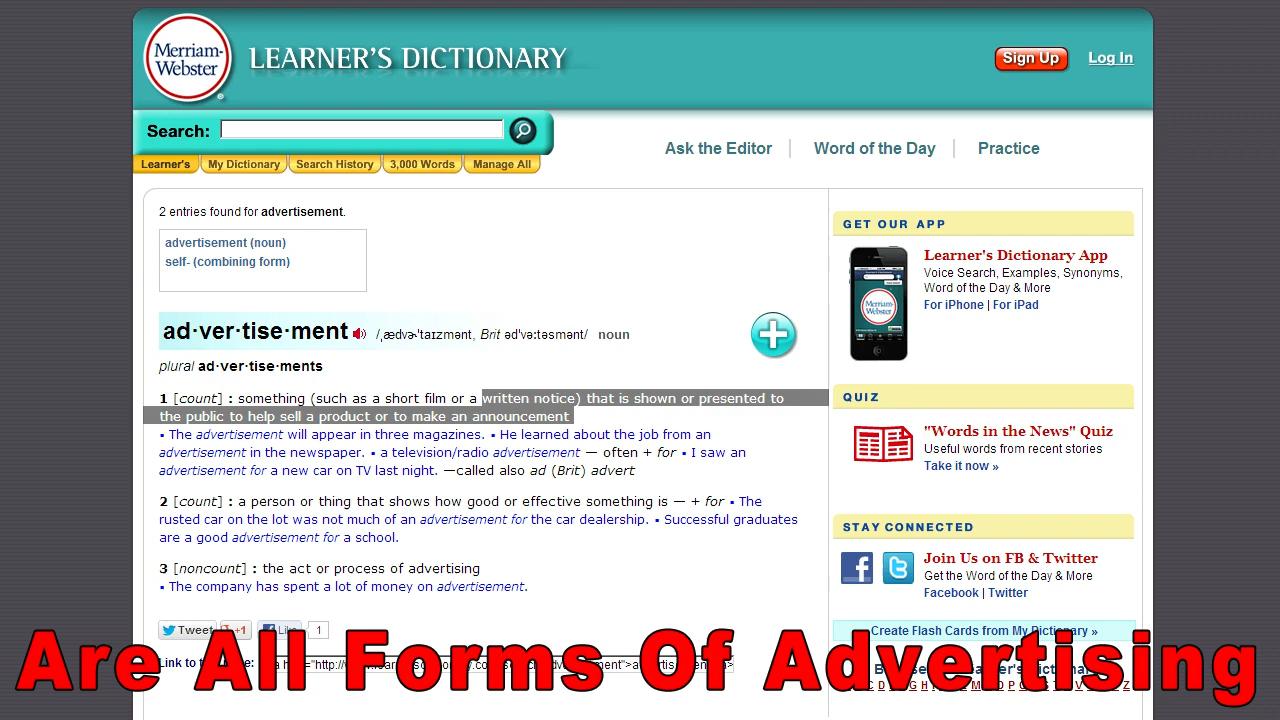 Merriam-
Webster
®
LEARNER'S DICTIONARY
Sign Up
Log In
Search:
Learner's
My Dictionary
Search History
3,000 Words
Manage All
Ask the Editor
Word of the Day
Practice
2 entries found for advertisement.
advertisement (noun)
self- (combining form)
ad·ver·tise·ment /ˌædvɚˈtaɪzmənt, Brit ədˈvəːtəsmənt/ noun
plural ad·ver·tise·ments
1 [count] : something (such as a short film or a written notice) that is shown or presented to
the public to help sell a product or to make an announcement
▪ The advertisement will appear in three magazines. ▪ He learned about the job from an
advertisement in the newspaper. ▪ a television/radio advertisement — often + for ▪ I saw an
advertisement for a new car on TV last night. —called also ad (Brit) advert.
2 [count] : a person or thing that shows how good or effective something is — + for ▪ The
rusted car on the lot was not much of an advertisement for the car dealership. ▪ Successful graduates
are a good advertisement for a school.
3 [noncount] : the act or process of advertising
▪ The company has spent a lot of money on advertisement.
Tweet
+1
Like
1
Link to
GET OUR APP
Merriam-
Webster
Learner's Dictionary App
Voice Search, Examples, Synonyms,
Word of the Day & More
For iPhone | For iPad
QUIZ
"Words in the News" Quiz
Useful words from recent stories
Take it now »
STAY CONNECTED
Join Us on FB & Twitter
Get the Word of the Day & More
Facebook | Twitter
Create Flash Cards from My Dictionary »
Are All Forms Of Advertising